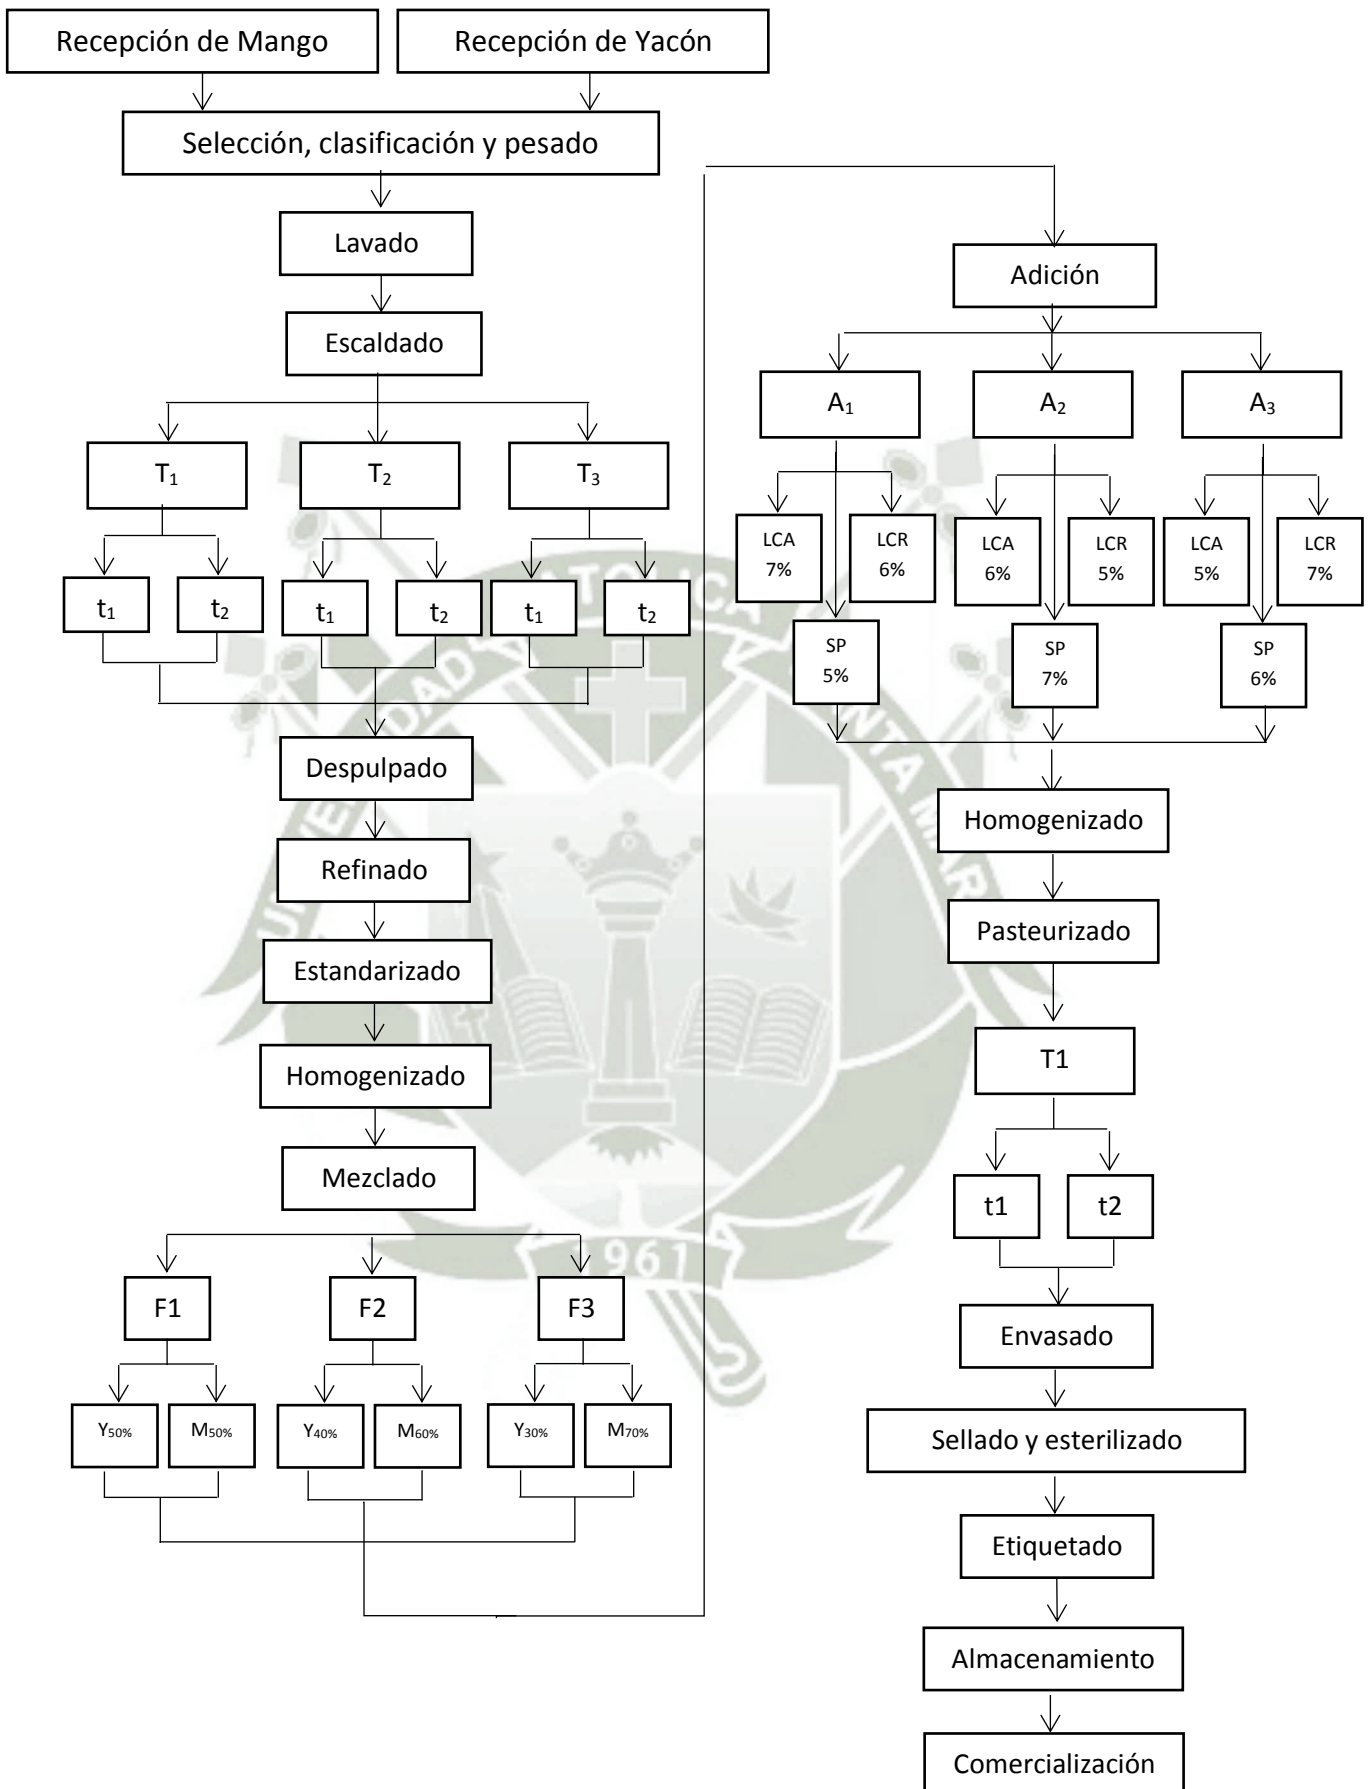 Recepción de Mango
Recepción de Yacón
Selección, clasificación y pesado
Lavado
Escaldado
T₁
T₂
T₃
t₁
t₂
t₁
t₂
t₁
t₂
Despulpado
Refinado
Estandarizado
Homogenizado
Mezclado
F1
F2
F3
Y50%
M50%
Y40%
M60%
Y30%
M70%
Adición
A₁
A₂
A₃
LCA
7%
LCR
6%
LCA
6%
LCR
5%
LCA
5%
LCR
7%
SP
5%
SP
7%
SP
6%
Homogenizado
Pasteurizado
T1
t1
t2
Envasado
Sellado y esterilizado
Etiquetado
Almacenamiento
Comercialización
1961